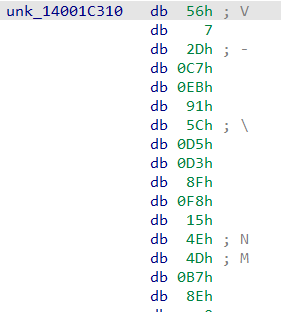 unk_14001C310 db 56h ; V
db 7
db 2Dh ; -
db 0C7h
db 0EBh
db 91h
db 5Ch ; \
db 0D5h
db 0D3h
db 8Fh
db 0F8h
db 15h
db 4Eh ; N
db 4Dh ; M
db 0B7h
db 8Eh